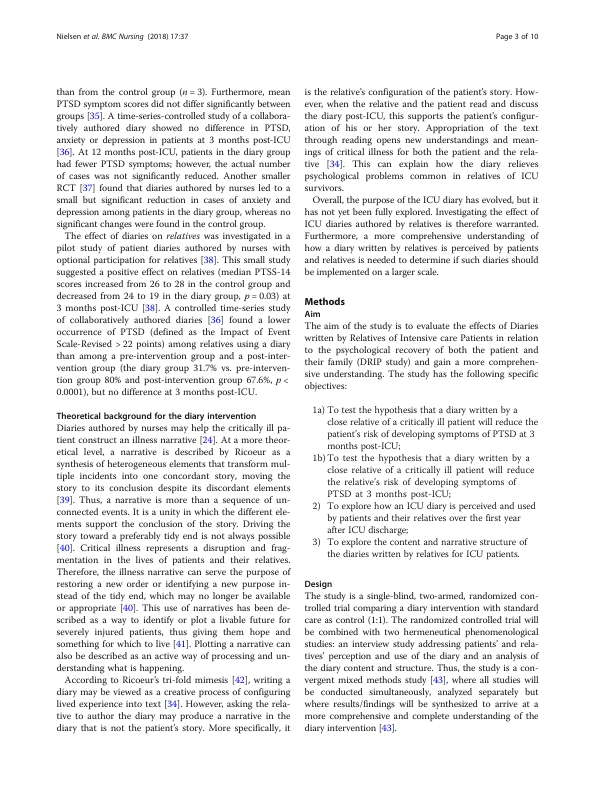 Nielsen et al. BMC Nursing (2018) 17:37
Page 3 of 10
than from the control group (n = 3). Furthermore, mean
PTSD symptom scores did not differ significantly between
groups [35]. A time-series-controlled study of a collabora-
tively authored diary showed no difference in PTSD,
anxiety or depression in patients at 3 months post-ICU
[36]. At 12 months post-ICU, patients in the diary group
had fewer PTSD symptoms; however, the actual number
of cases was not significantly reduced. Another smaller
RCT [37] found that diaries authored by nurses led to a
small but significant reduction in cases of anxiety and
depression among patients in the diary group, whereas no
significant changes were found in the control group.
The effect of diaries on relatives was investigated in a
pilot study of patient diaries authored by nurses with
optional participation for relatives [38]. This small study
suggested a positive effect on relatives (median PTSS-14
scores increased from 26 to 28 in the control group and
decreased from 24 to 19 in the diary group, p = 0.03) at
3 months post-ICU [38]. A controlled time-series study
of collaboratively authored diaries [36] found a lower
occurrence of PTSD (defined as the Impact of Event
Scale-Revised > 22 points) among relatives using a diary
than among a pre-intervention group and a post-inter-
vention group (the diary group 31.7% vs. pre-interven-
tion group 80% and post-intervention group 67.6%, p <
0.0001), but no difference at 3 months post-ICU.
Theoretical background for the diary intervention
Diaries authored by nurses may help the critically ill pa-
tient construct an illness narrative [24]. At a more theor-
etical level, a narrative is described by Ricoeur as a
synthesis of heterogeneous elements that transform mul-
tiple incidents into one concordant story, moving the
story to its conclusion despite its discordant elements
[39]. Thus, a narrative is more than a sequence of un-
connected events. It is a unity in which the different ele-
ments support the conclusion of the story. Driving the
story toward a preferably tidy end is not always possible
[40]. Critical illness represents a disruption and frag-
mentation in the lives of patients and their relatives.
Therefore, the illness narrative can serve the purpose of
restoring a new order or identifying a new purpose in-
stead of the tidy end, which may no longer be available
or appropriate [40]. This use of narratives has been de-
scribed as a way to identify or plot a livable future for
severely injured patients, thus giving them hope and
something for which to live [41]. Plotting a narrative can
also be described as an active way of processing and un-
derstanding what is happening.
According to Ricoeur's tri-fold mimesis [42], writing a
diary may be viewed as a creative process of configuring
lived experience into text [34]. However, asking the rela-
tive to author the diary may produce a narrative in the
diary that is not the patient's story. More specifically, it
is the relative's configuration of the patient's story. How-
ever, when the relative and the patient read and discuss
the diary post-ICU, this supports the patient's configur-
ation of his or her story. Appropriation of the text
through reading opens new understandings and mean-
ings of critical illness for both the patient and the rela-
tive [34]. This can explain how the diary relieves
psychological problems common in relatives of ICU
survivors.
Overall, the purpose of the ICU diary has evolved, but it
has not yet been fully explored. Investigating the effect of
ICU diaries authored by relatives is therefore warranted.
Furthermore, a more comprehensive understanding of
how a diary written by relatives is perceived by patients
and relatives is needed to determine if such diaries should
be implemented on a larger scale.
Methods
Aim
The aim of the study is to evaluate the effects of Diaries
written by Relatives of Intensive care Patients in
relation to the psychological recovery of both the patient and
their family (DRIP study) and gain a more comprehen-
sive understanding. The study has the following specific
objectives:
1a) To test the hypothesis that a diary written by a
close relative of a critically ill patient will reduce the
patient's risk of developing symptoms of PTSD at 3
months post-ICU;
1b) To test the hypothesis that a diary written by a
close relative of a critically ill patient will reduce
the relative's risk of developing symptoms of
PTSD at 3 months post-ICU;
2) To explore how an ICU diary is perceived and used
by patients and their relatives over the first year
after ICU discharge;
3) To explore the content and narrative structure of
the diaries written by relatives for ICU patients.
Design
The study is a single-blind, two-armed, randomized con-
trolled trial comparing a diary intervention with standard
care as control (1:1). The randomized controlled trial will
be combined with two hermeneutical phenomenological
studies: an interview study addressing patients' and rela-
tives' perception and use of the diary and an analysis of
the diary content and structure. Thus, the study is a con-
vergent mixed methods study [43], where all studies will
be conducted simultaneously, analyzed separately but
where results/findings will be synthesized to arrive at a
more comprehensive and complete understanding of the
diary intervention [43].